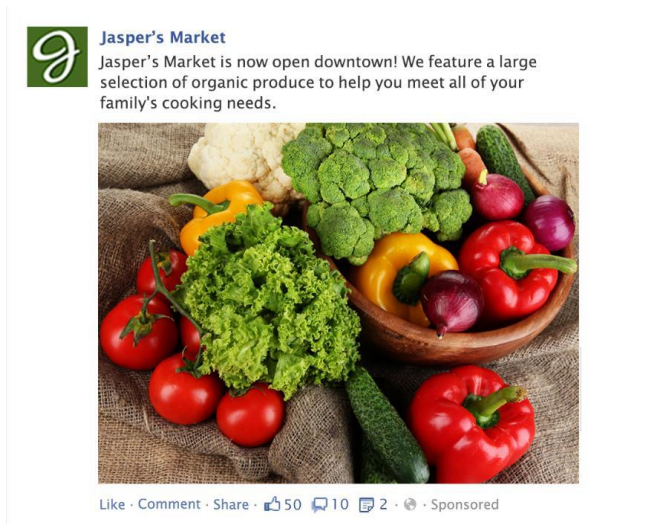 Jasper's Market
Jasper's Market is now open downtown! We feature a large
selection of organic produce to help you meet all of your
family's cooking needs.
Like · Comment · Share · 50 10 2 · · Sponsored